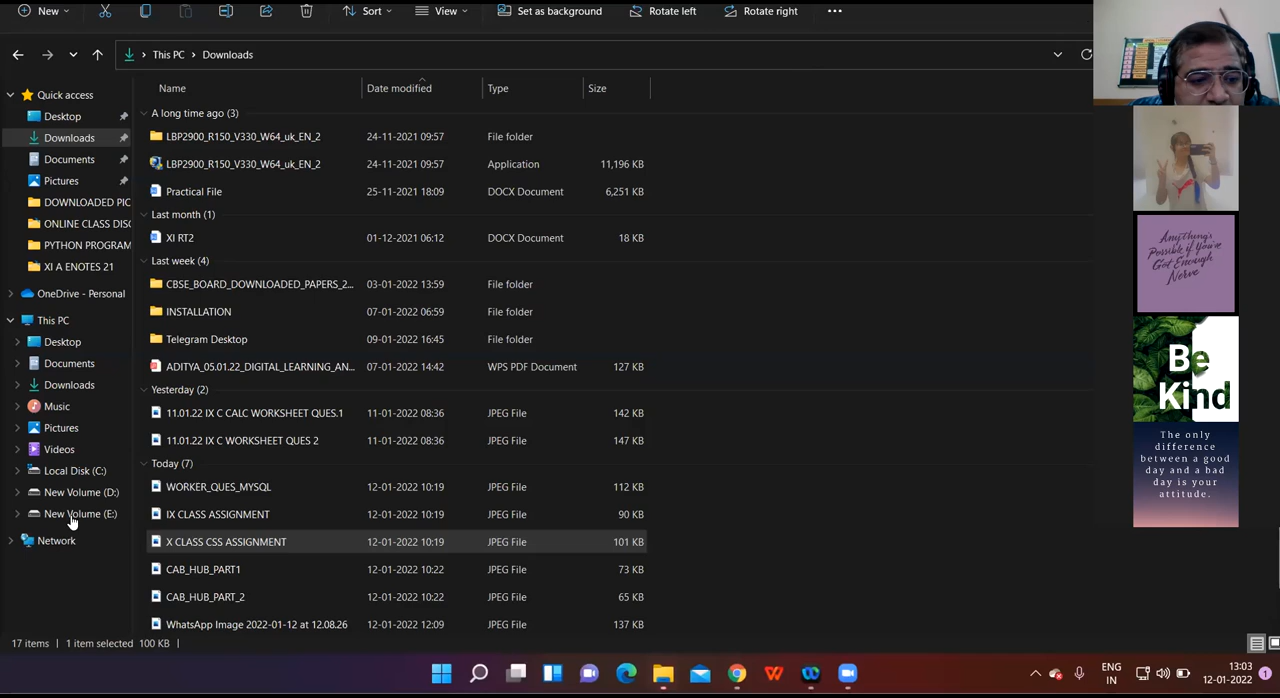 New
Sort
View
Set as background
Rotate left
Rotate right
This PC > Downloads
Name
Date modified
Type
Size
Quick access
Desktop
Downloads
Documents
Pictures
DOWNLOADED PIC
ONLINE CLASS DISC
PYTHON PROGRAM
XI A ENOTES 21
OneDrive - Personal
This PC
Desktop
Documents
Downloads
Music
Pictures
Videos
Local Disk (C:)
New Volume (D:)
New Volume (E:)
Network
A long time ago (3)
LBP2900_R150_V330_W64_uk_EN_2 24-11-2021 09:57 File folder
LBP2900_R150_V330_W64_uk_EN_2 24-11-2021 09:57 Application 11,196 KB
Practical File 25-11-2021 18:09 DOCX Document 6,251 KB
Last month (1)
XI RT2 01-12-2021 06:12 DOCX Document 18 KB
Last week (4)
CBSE_BOARD_DOWNLOADED_PAPERS_2... 03-01-2022 13:59 File folder
INSTALLATION 07-01-2022 06:59 File folder
Telegram Desktop 09-01-2022 16:45 File folder
ADITYA_05.01.22_DIGITAL_LEARNING_AN... 07-01-2022 14:42 WPS PDF Document 127 KB
Yesterday (2)
11.01.22 IX C CALC WORKSHEET QUES.1 11-01-2022 08:36 JPEG File 142 KB
11.01.22 IX C WORKSHEET QUES 2 11-01-2022 08:36 JPEG File 147 KB
Today (7)
WORKER_QUES_MYSQL 12-01-2022 10:19 JPEG File 112 KB
IX CLASS ASSIGNMENT 12-01-2022 10:19 JPEG File 90 KB
X CLASS CSS ASSIGNMENT 12-01-2022 10:19 JPEG File 101 KB
CAB_HUB_PART1 12-01-2022 10:22 JPEG File 73 KB
CAB_HUB_PART_2 12-01-2022 10:22 JPEG File 65 KB
WhatsApp Image 2022-01-12 at 12.08.26 12-01-2022 12:09 JPEG File 137 KB
17 items
1 item selected 100 KB
Anything's
Possible if You've
Got Enough
Nerve
Be
Kind
The only
difference
between a good
day and a bad
day is your
attitude.
ENG
IN
13:03
12-01-2022
1